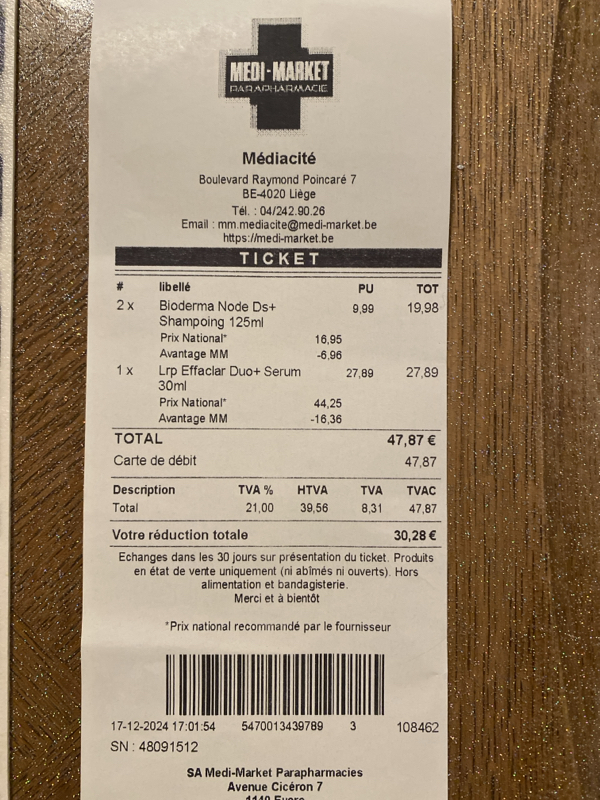 MEDI-MARKET
PARAPHARMACIE
Médiacité
Boulevard Raymond Poincaré 7
BE-4020 Liège
Tél. : 04/242.90.26
Email : mm.mediacite@medi-market.be
https://medi-market.be
TICKET
# libellé PU TOT
2 x Bioderma Node Ds+ 9,99 19,98
Shampoing 125ml
Prix National* 16,95
Avantage MM -6,96
1 x Lrp Effaclar Duo+ Serum 27,89 27,89
30ml
Prix National* 44,25
Avantage MM -16,36
TOTAL 47,87 €
Carte de débit 47,87
Description TVA % HTVA TVA TVAC
Total 21,00 39,56 8,31 47,87
Votre réduction totale 30,28 €
Echanges dans les 30 jours sur présentation du ticket. Produits
en état de vente uniquement (ni abîmés ni ouverts). Hors
alimentation et bandagisterie.
Merci et à bientôt
*Prix national recommandé par le fournisseur
17-12-2024 17:01:54 5470013439789 3 108462
SN : 48091512
SA Medi-Market Parapharmacies
Avenue Cicéron 7
1140 Evere